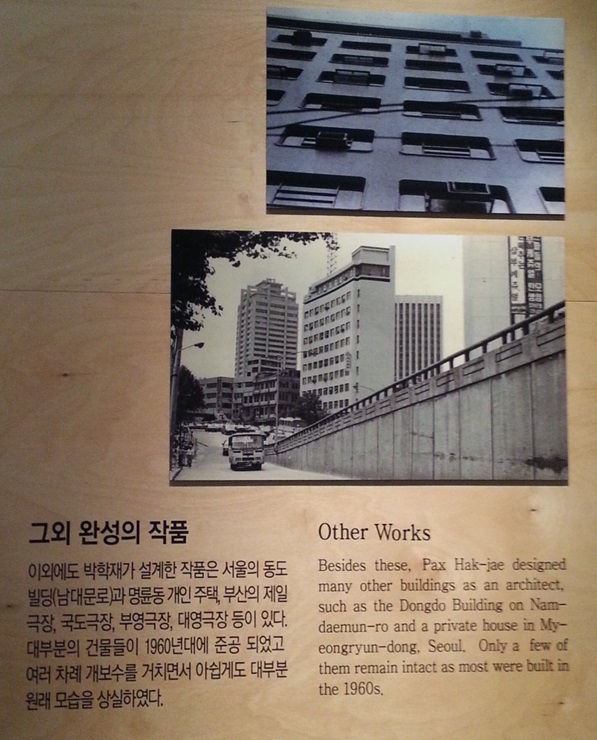 그외 완성의 작품
이외에도 박학재가 설계한 작품은 서울의 동도
빌딩(남대문로)과 명륜동 개인 주택, 부산의 제일
극장, 국도극장, 부영극장, 대영극장 등이 있다.
대부분의 건물들이 1960년대에 준공 되었고
여러 차례 개보수를 거치면서 아쉽게도 대부분
원래 모습을 상실하였다.
Other Works
Besides these, Pax Hak-jae designed
many other buildings as an architect,
such as the Dongdo Building on Nam-
daemun-ro and a private house in My-
eongryun-dong, Seoul. Only a few of
them remain intact as most were built in
the 1960s.